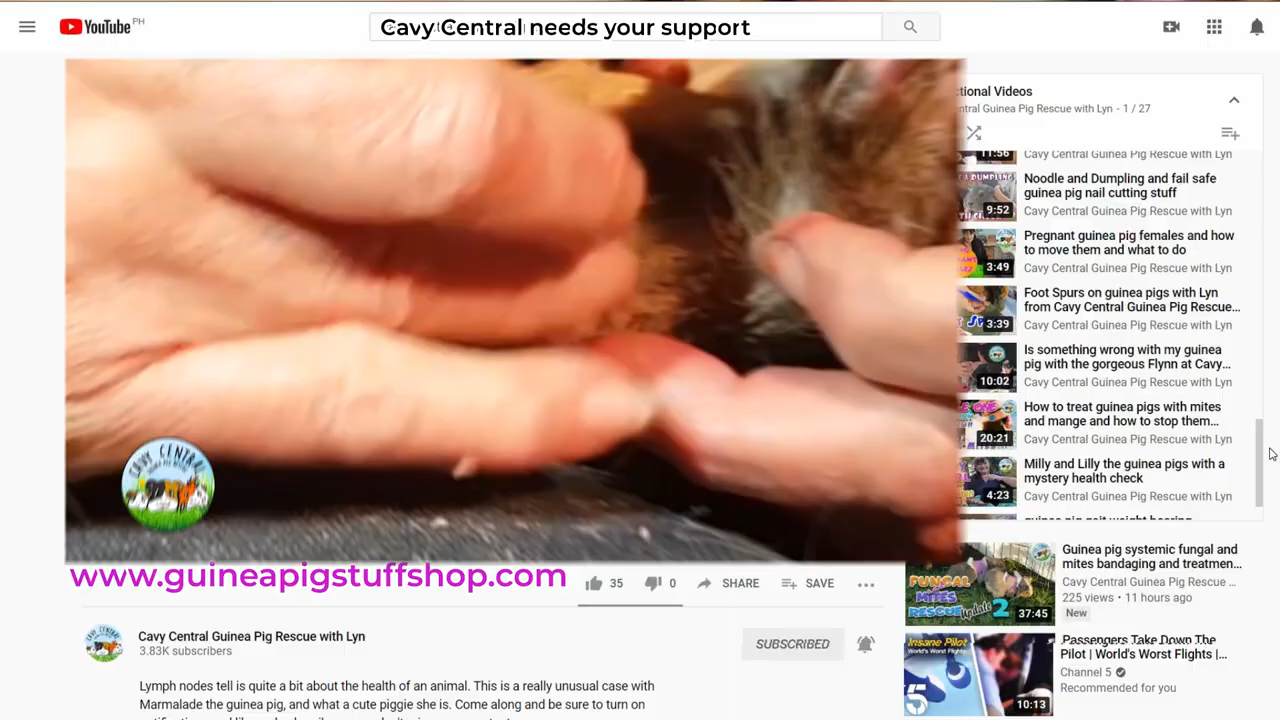 YouTube PH
Cavy Central needs your support
ctional Videos
entral Guinea Pig Rescue with Lyn - 1 / 27
11:56
Cavy Central Guinea Pig Rescue with Lyn
Noodle and Dumpling and fail safe
guinea pig nail cutting stuff
9:52
Cavy Central Guinea Pig Rescue with Lyn
Pregnant guinea pig females and how
to move them and what to do
3:49
Cavy Central Guinea Pig Rescue with Lyn
Foot Spurs on guinea pigs with Lyn
from Cavy Central Guinea Pig Rescue...
3:39
Cavy Central Guinea Pig Rescue with Lyn
Is something wrong with my guinea
pig with the gorgeous Flynn at Cavy...
10:02
Cavy Central Guinea Pig Rescue with Lyn
How to treat guinea pigs with mites
and mange and how to stop them...
20:21
Cavy Central Guinea Pig Rescue with Lyn
Milly and Lilly the guinea pigs with a
mystery health check
4:23
Cavy Central Guinea Pig Rescue with Lyn
guinea pig gait weight bearing
CAVY CENTRAL
www.guineapigstuffshop.com
35
0
SHARE
SAVE
Cavy Central Guinea Pig Rescue with Lyn
3.83K subscribers
SUBSCRIBED
Lymph nodes tell is quite a bit about the health of an animal. This is a really unusual case with
Marmalade the guinea pig, and what a cute piggie she is. Come along and be sure to turn on
FUNGAL
MITES
RESCUE Update 2
37:45
Guinea pig systemic fungal and
mites bandaging and treatmen...
Cavy Central Guinea Pig Rescue ...
225 views • 11 hours ago
New
Insane Pilot
World's Worst Flights
5
10:13
Passengers Take Down The
Pilot | World's Worst Flights |...
Channel 5
Recommended for you